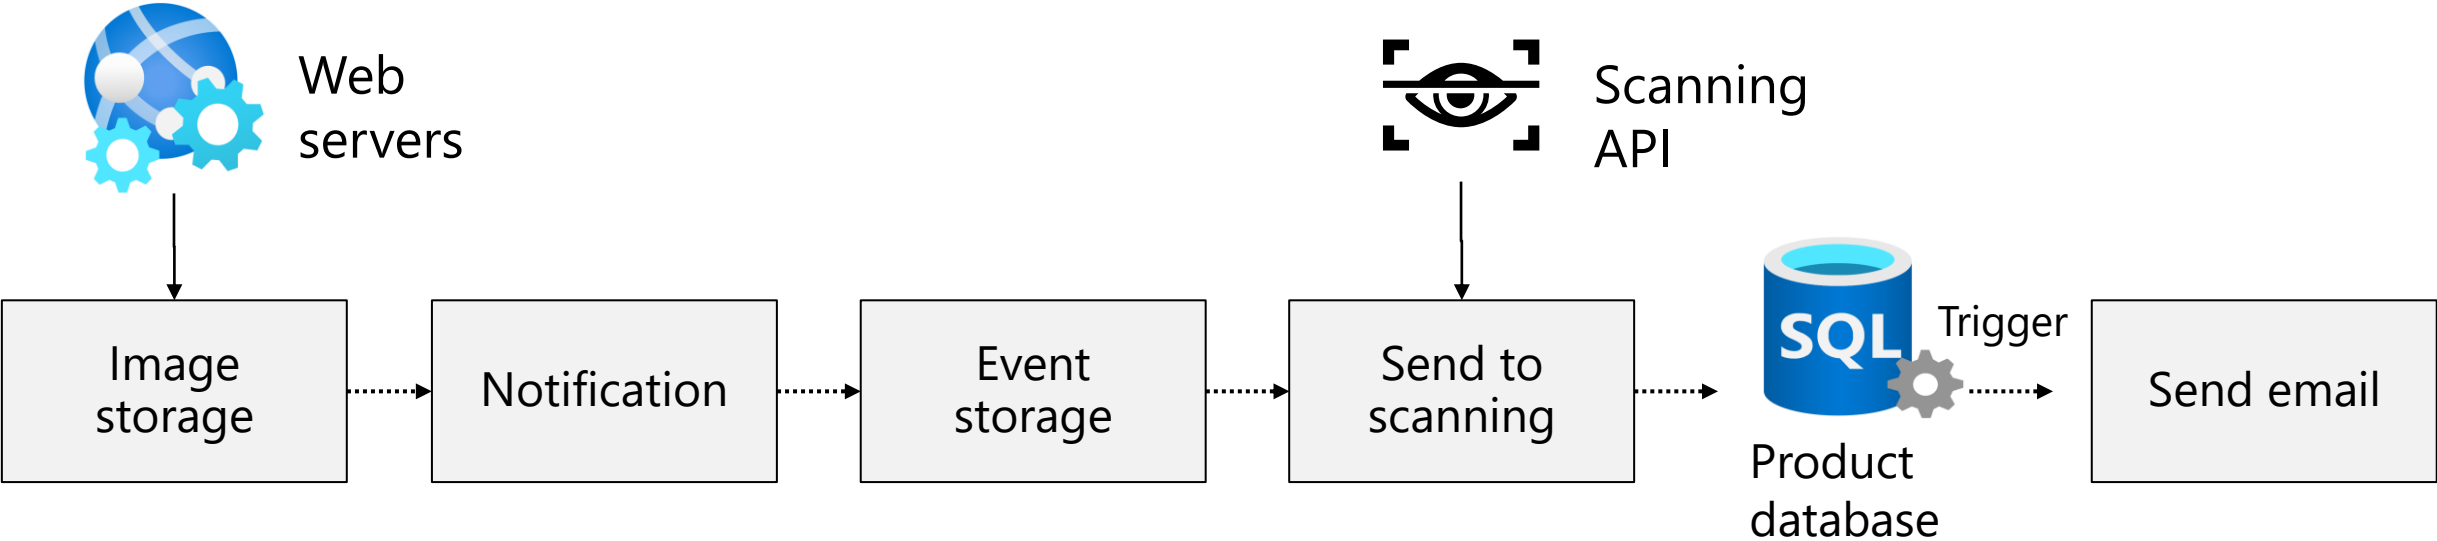 Web
servers
Scanning
API
Image
storage
Notification
Event
storage
Send to
scanning
SQL
Trigger
Product
database
Send email